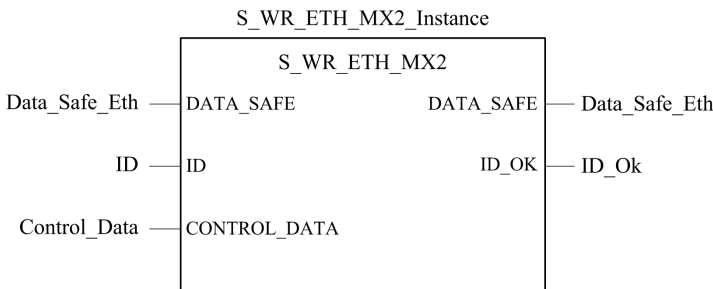 S_WR_ETH_MX2_Instance
S_WR_ETH_MX2
Data_Safe_Eth DATA_SAFE DATA_SAFE Data_Safe_Eth
ID ID ID_OK ID_Ok
Control_Data CONTROL_DATA